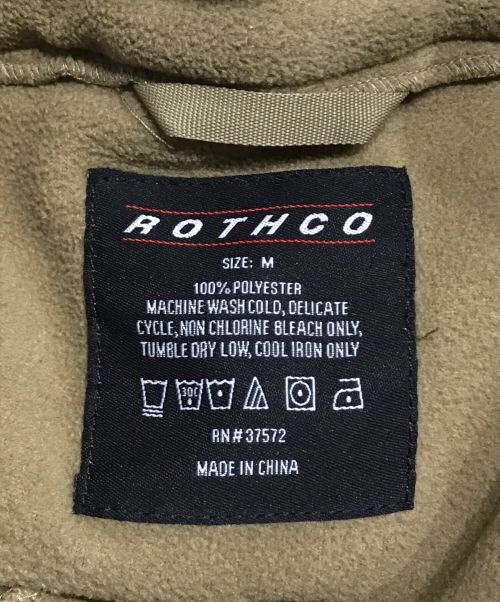 ROTHCO
SIZE: M
100% POLYESTER
MACHINE WASH COLD, DELICATE
CYCLE, NON CHLORINE BLEACH ONLY,
TUMBLE DRY LOW, COOL IRON ONLY
30C
RN# 37572
MADE IN CHINA